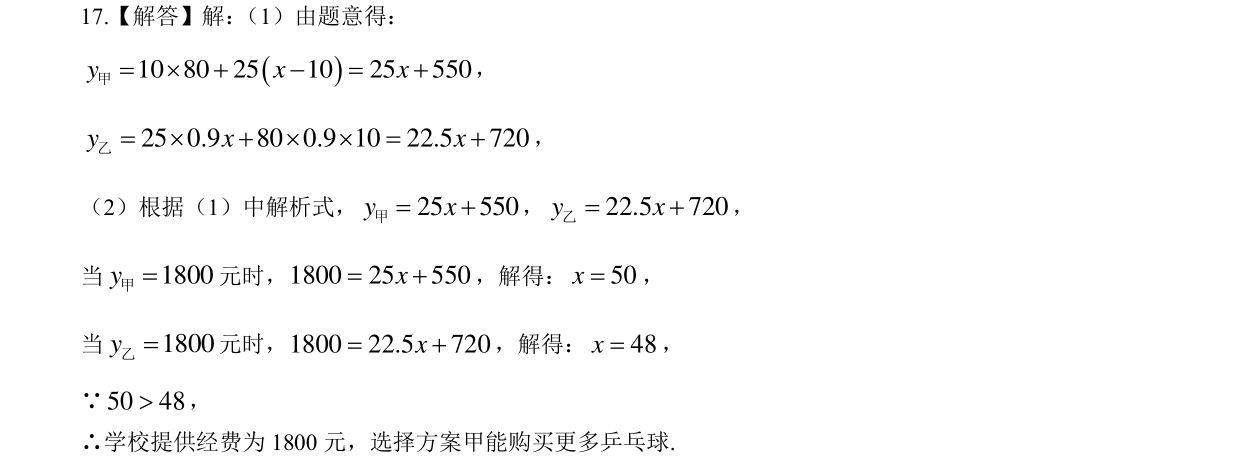 17.【解答】解：（1）由题意得：
y甲 = 10×80 + 25(x−10) = 25x + 550，
y乙 = 25×0.9x + 80×0.9×10 = 22.5x + 720，
（2）根据（1）中解析式， y甲 = 25x + 550， y乙 = 22.5x + 720，
当 y甲 = 1800 元时，1800 = 25x + 550，解得： x = 50，
当 y乙 = 1800 元时，1800 = 22.5x + 720，解得： x = 48，
∵ 50 > 48，
∴学校提供经费为 1800 元，选择方案甲能购买更多乒乓球.